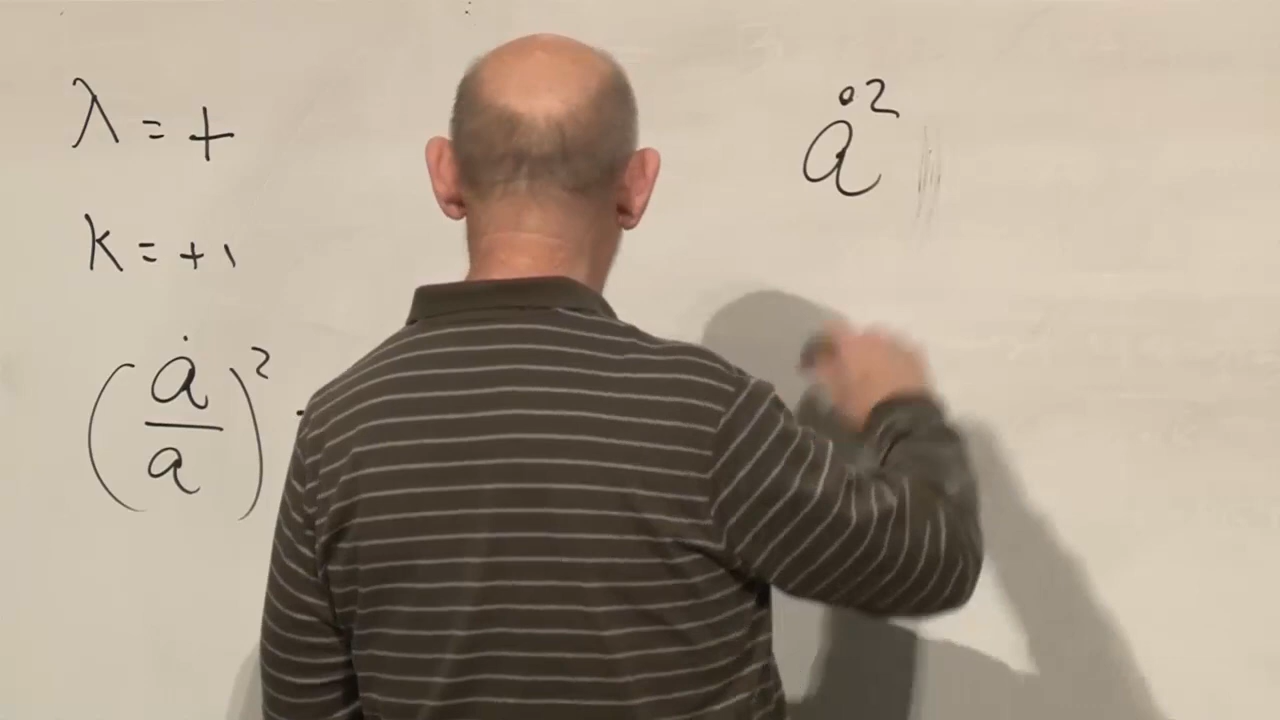 λ = +
k = +1
(ȧ/a)²
ȧ²